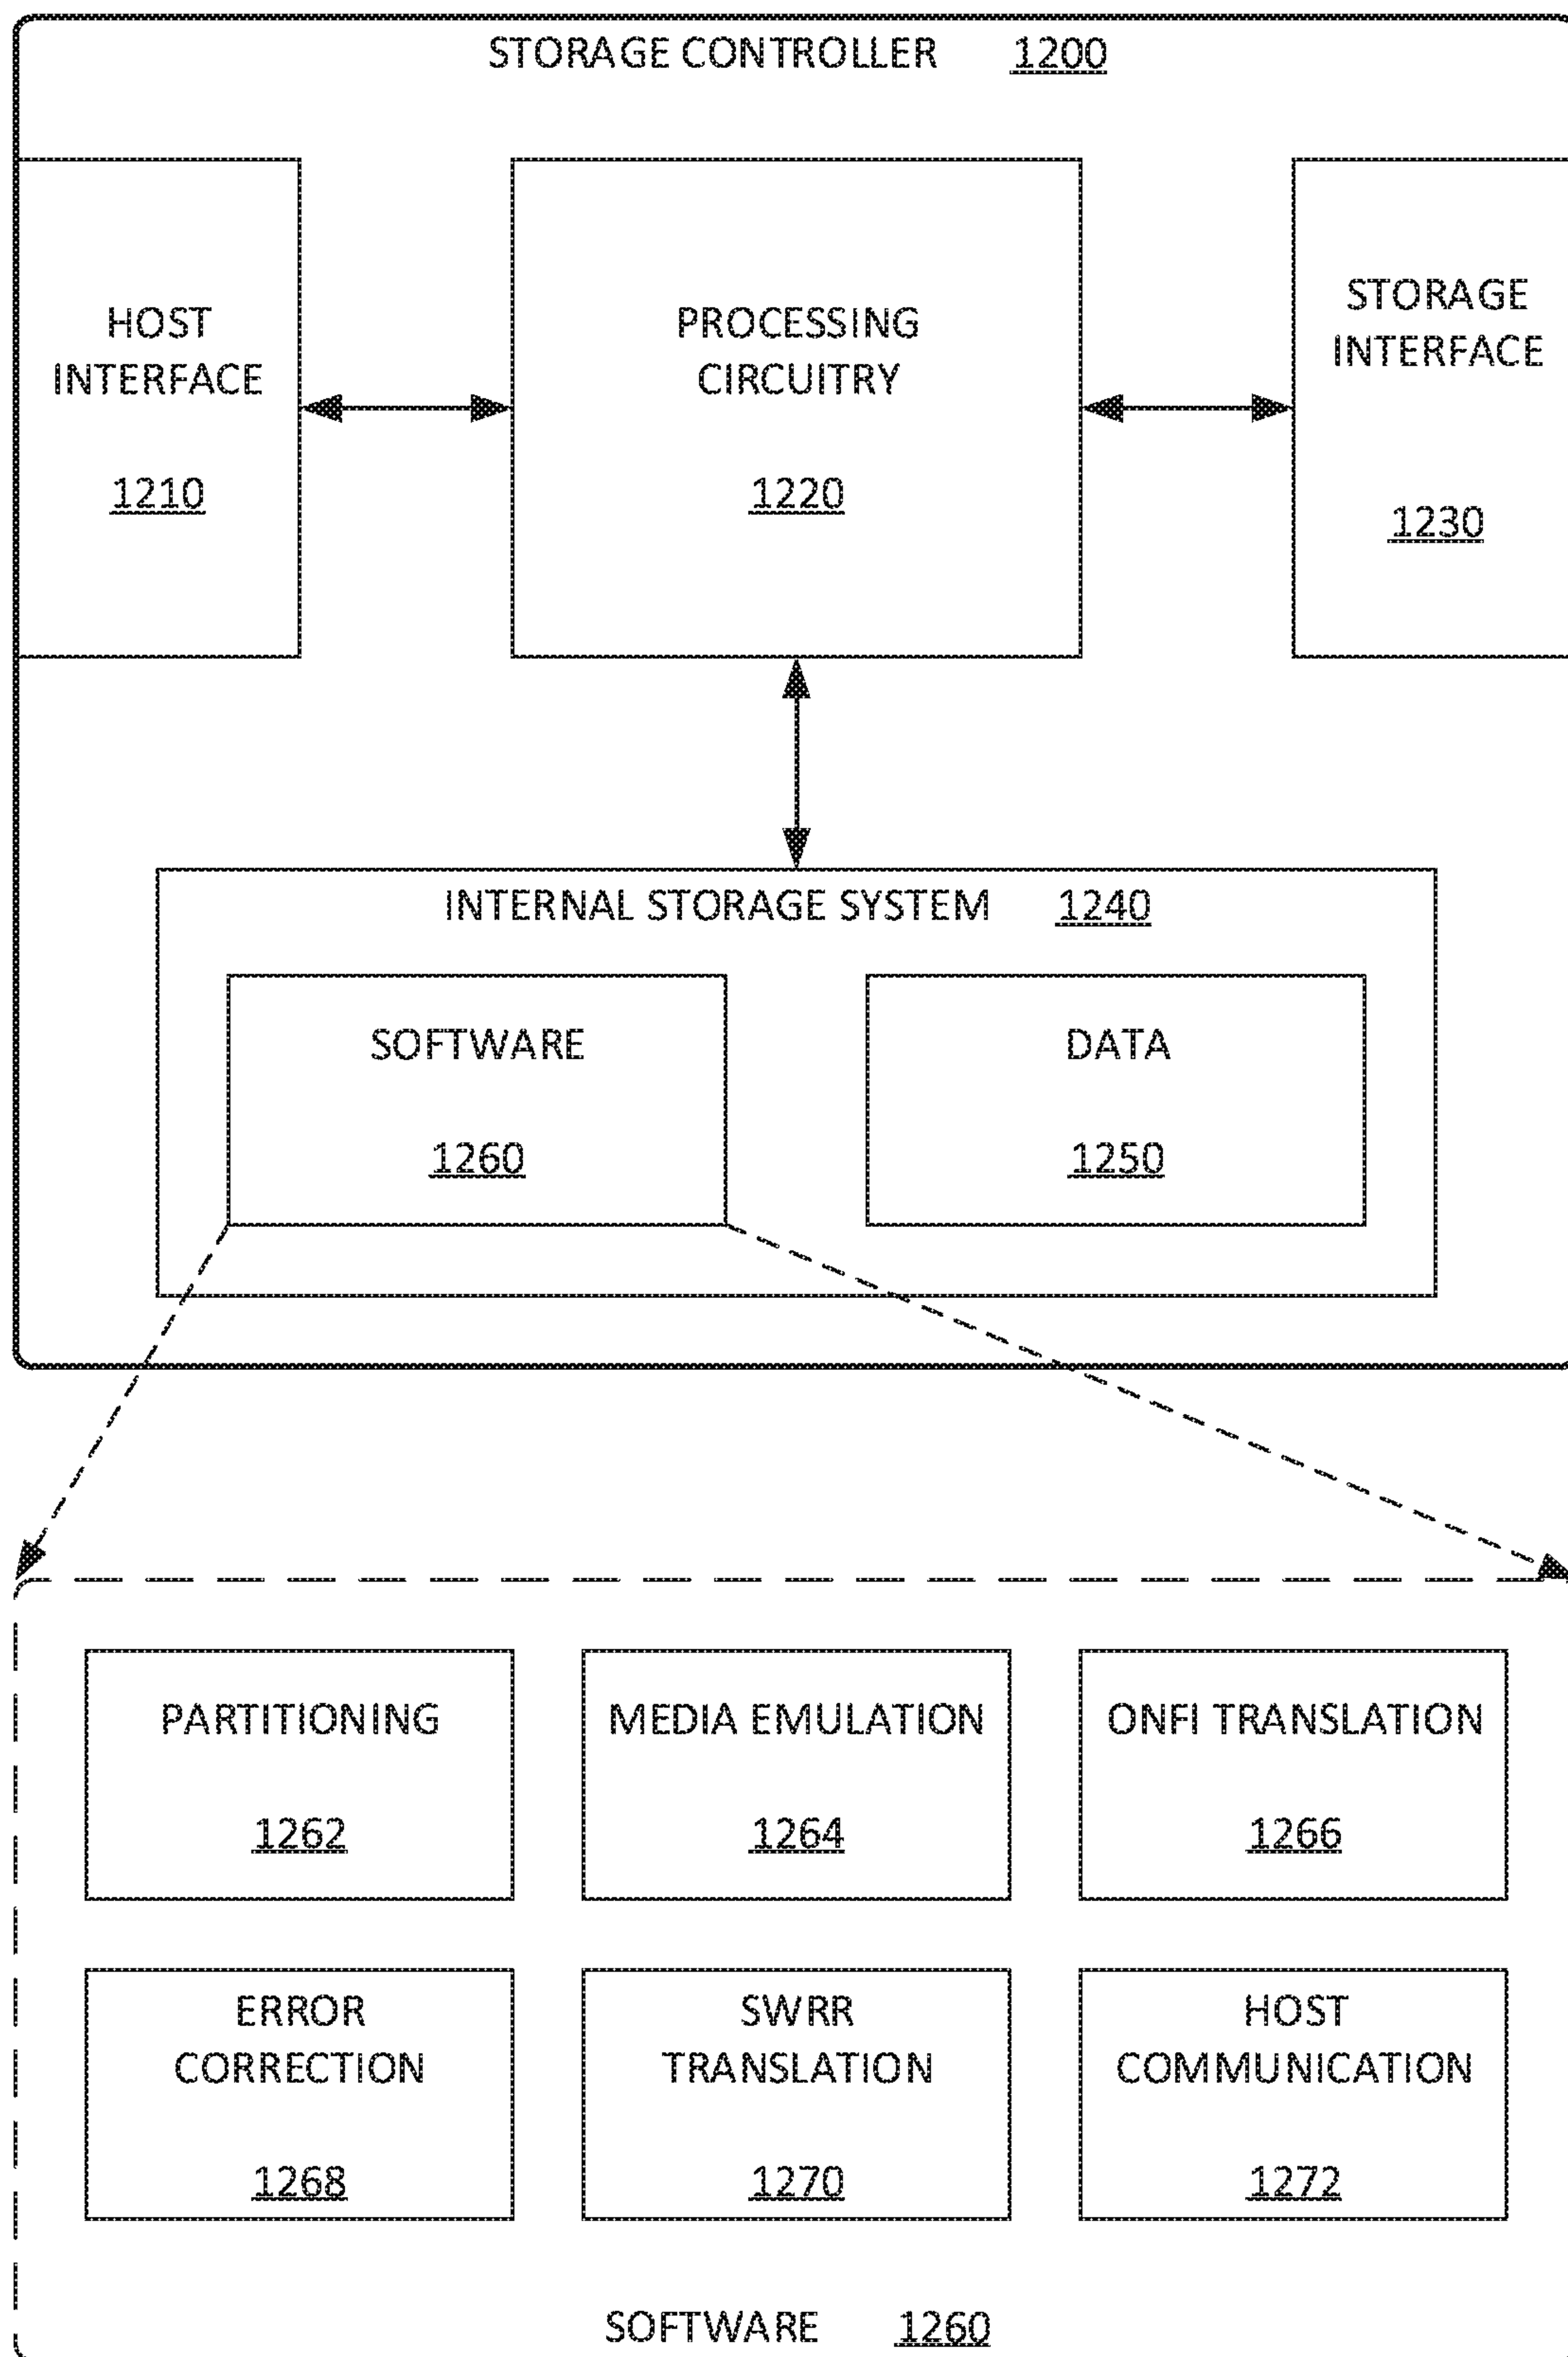 STORAGE CONTROLLER 1200
HOST
INTERFACE
1210
PROCESSING
CIRCUITRY
1220
STORAGE
INTERFACE
1230
INTERNAL STORAGE SYSTEM 1240
SOFTWARE
1260
DATA
1250
PARTITIONING
1262
MEDIA EMULATION
1264
ONFI TRANSLATION
1266
ERROR
CORRECTION
1268
SWRR
TRANSLATION
1270
HOST
COMMUNICATION
1272
SOFTWARE 1260